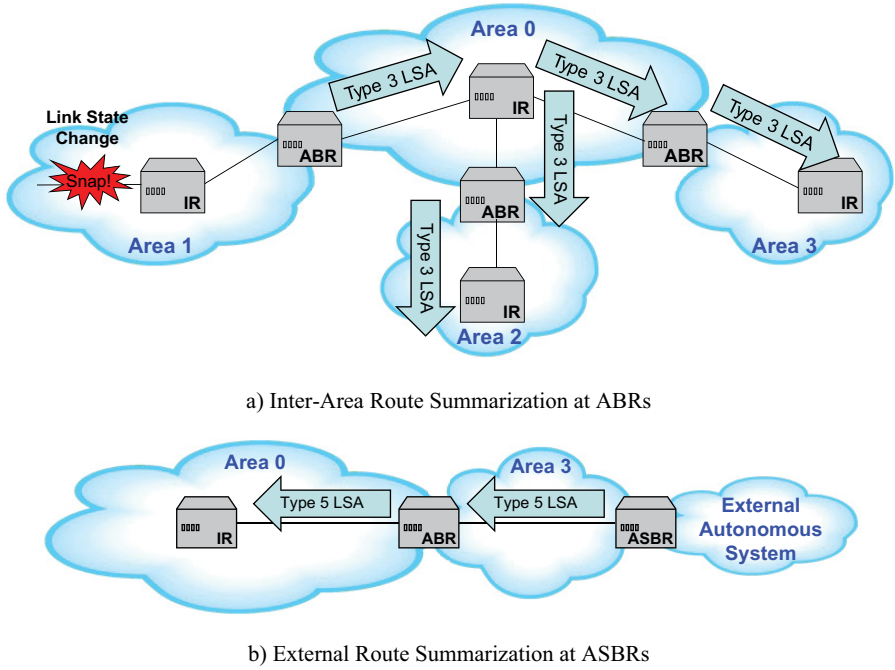 Area 0
Type 3 LSA
Type 3 LSA
IR
Type 3 LSA
Link State
Change
Snap!
IR
ABR
Type 3 LSA
ABR
IR
ABR
Area 1
Type 3 LSA
Area 3
IR
Area 2
a) Inter-Area Route Summarization at ABRs
Area 0
Area 3
Type 5 LSA
Type 5 LSA
External
Autonomous
System
IR
ABR
ASBR
b) External Route Summarization at ASBRs